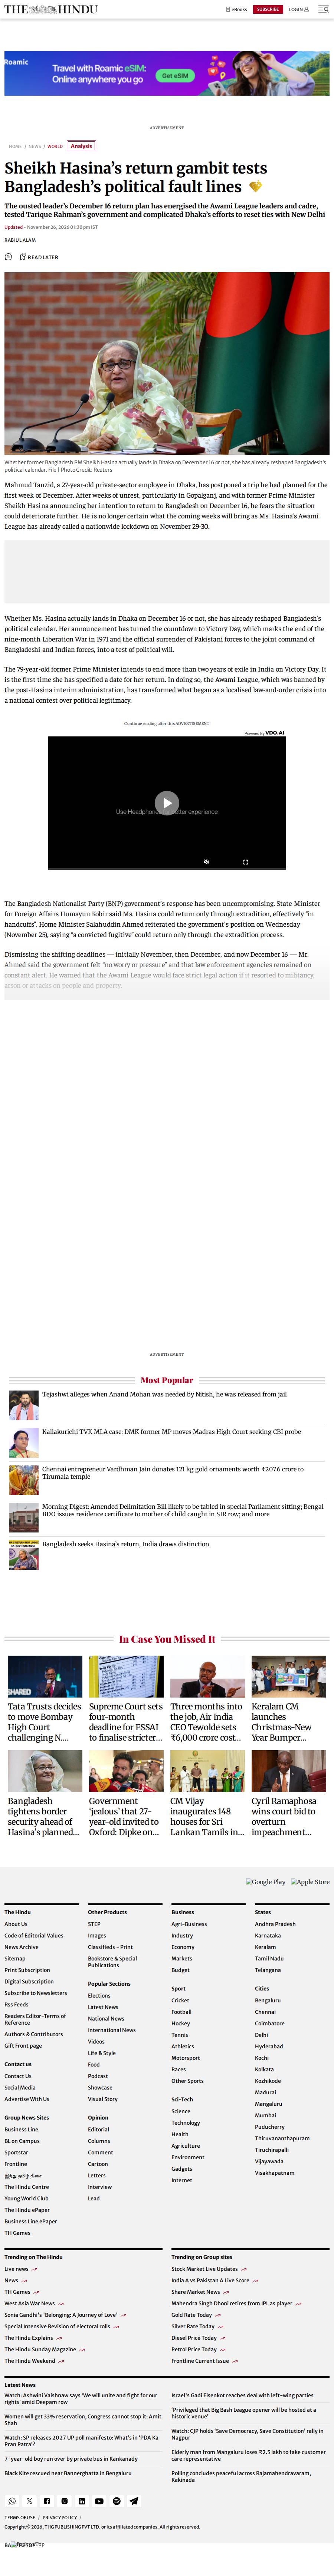 THE HINDU
eBooks
SUBSCRIBE
LOGIN
Roamic
Travel with Roamic eSIM:
Online anywhere you go
Get eSIM
ADVERTISEMENT
HOME / NEWS / WORLD
Analysis
Sheikh Hasina’s return gambit tests
Bangladesh’s political fault lines
The ousted leader’s December 16 return plan has energised the Awami League leaders and cadre,
tested Tarique Rahman’s government and complicated Dhaka’s efforts to reset ties with New Delhi
Updated - November 26, 2026 01:30 pm IST
RABIUL ALAM
READ LATER
Whether former Bangladesh PM Sheikh Hasina actually lands in Dhaka on December 16 or not, she has already reshaped Bangladesh’s
political calendar. File | Photo Credit: Reuters
Mahmud Tanzid, a 27-year-old private-sector employee in Dhaka, has postponed a trip he had planned for the
first week of December. After weeks of unrest, particularly in Gopalganj, and with former Prime Minister
Sheikh Hasina announcing her intention to return to Bangladesh on December 16, he fears the situation
could deteriorate. He is no longer certain what the coming weeks would bring as Ms. Hasina’s Awami
League has already called a nationwide lockdown on November 29-30.
Whether Ms. Hasina actually lands in Dhaka on December 16 or not, she has already reshaped Bangladesh’s
political calendar. Her announcement has turned the countdown to Victory Day, which marks the end of the
nine-month Liberation War in 1971 and the official surrender of Pakistani forces to the joint command of
Bangladeshi and Indian forces, into a test of political will.
The 79-year-old former Prime Minister intends to end more than two years of exile in India on Victory Day. It
is the first time she has specified a date for her return. In doing so, the Awami League, which was banned by
the post-Hasina interim administration, has transformed what began as a localised law-and-order crisis into
a national contest over political legitimacy.
Continue reading after this ADVERTISEMENT
Powered By VDO.AI
Use Headphones for better experience
The Bangladesh Nationalist Party (BNP) government’s response has been uncompromising. State Minister
for Foreign Affairs Humayun Kobir said Ms. Hasina could return only through extradition, effectively “in
handcuffs”. Home Minister Salahuddin Ahmed reiterated the government’s position on Wednesday
(November 25), saying “a convicted fugitive” could return only through the extradition process.
Dismissing the shifting deadlines — initially November, then December, and now December 16 — Mr.
Ahmed said the government felt “no worry or pressure” and that law enforcement agencies remained on
constant alert. He warned that the Awami League would face strict legal action if it resorted to militancy,
arson or attacks on people and property.
ADVERTISEMENT
Most Popular
Tejashwi alleges when Anand Mohan was needed by Nitish, he was released from jail
Kallakurichi TVK MLA case: DMK former MP moves Madras High Court seeking CBI probe
Chennai entrepreneur Vardhman Jain donates 121 kg gold ornaments worth ₹207.6 crore to
Tirumala temple
Morning Digest: Amended Delimitation Bill likely to be tabled in special Parliament sitting; Bengal
BDO issues residence certificate to mother of child caught in SIR row; and more
Bangladesh seeks Hasina’s return, India draws distinction
In Case You Missed It
Tata Trusts decides
to move Bombay
High Court
challenging N....
Supreme Court sets
four-month
deadline for FSSAI
to finalise stricter...
Three months into
the job, Air India
CEO Tewolde sets
₹6,000 crore cost...
Keralam CM
launches
Christmas-New
Year Bumper...
Bangladesh
tightens border
security ahead of
Hasina’s planned...
Government
‘jealous’ that 27-
year-old invited to
Oxford: Dipke on...
CM Vijay
inaugurates 148
houses for Sri
Lankan Tamils in...
Cyril Ramaphosa
wins court bid to
overturn
impeachment...
Google Play
Apple Store
The Hindu
About Us
Code of Editorial Values
News Archive
Sitemap
Print Subscription
Digital Subscription
Subscribe to Newsletters
Rss Feeds
Readers Editor-Terms of
Reference
Authors & Contributors
Gift Front page
Contact us
Contact Us
Social Media
Advertise With Us
Group News Sites
Business Line
BL on Campus
Sportstar
Frontline
இந்து தமிழ் திசை
The Hindu Centre
Young World Club
The Hindu ePaper
Business Line ePaper
TH Games
Other Products
STEP
Images
Classifieds - Print
Bookstore & Special
Publications
Popular Sections
Elections
Latest News
National News
International News
Videos
Life & Style
Food
Podcast
Showcase
Visual Story
Opinion
Editorial
Columns
Comment
Cartoon
Letters
Interview
Lead
Business
Agri-Business
Industry
Economy
Markets
Budget
Sport
Cricket
Football
Hockey
Tennis
Athletics
Motorsport
Races
Other Sports
Sci-Tech
Science
Technology
Health
Agriculture
Environment
Gadgets
Internet
States
Andhra Pradesh
Karnataka
Keralam
Tamil Nadu
Telangana
Cities
Bengaluru
Chennai
Coimbatore
Delhi
Hyderabad
Kochi
Kolkata
Kozhikode
Madurai
Mangaluru
Mumbai
Puducherry
Thiruvananthapuram
Tiruchirapalli
Vijayawada
Visakhapatnam
Trending on The Hindu
Live news
News
TH Games
West Asia War News
Sonia Gandhi's 'Belonging: A Journey of Love'
Special Intensive Revision of electoral rolls
The Hindu Explains
The Hindu Sunday Magazine
The Hindu Weekend
Trending on Group sites
Stock Market Live Updates
India A vs Pakistan A Live Score
Share Market News
Mahendra Singh Dhoni retires from IPL as player
Gold Rate Today
Silver Rate Today
Diesel Price Today
Petrol Price Today
Frontline Current Issue
Latest News
Watch: Ashwini Vaishnaw says ‘We will unite and fight for our
rights’ amid Deepam row
Women will get 33% reservation, Congress cannot stop it: Amit
Shah
Watch: SP releases 2027 UP poll manifesto: What’s in ‘PDA Ka
Pran Patra’?
7-year-old boy run over by private bus in Kankanady
Black Kite rescued near Bannerghatta in Bengaluru
Israel’s Gadi Eisenkot reaches deal with left-wing parties
‘Privileged that Big Bash League opener will be hosted at a
historic venue’
Watch: CJP holds ‘Save Democracy, Save Constitution’ rally in
Nagpur
Elderly man from Mangaluru loses ₹2.5 lakh to fake customer
care representative
Polling concludes peaceful across Rajamahendravaram,
Kakinada
TERMS OF USE / PRIVACY POLICY /
Copyright© 2026, THG PUBLISHING PVT LTD. or its affiliated companies. All rights reserved.
BACK TO TOP